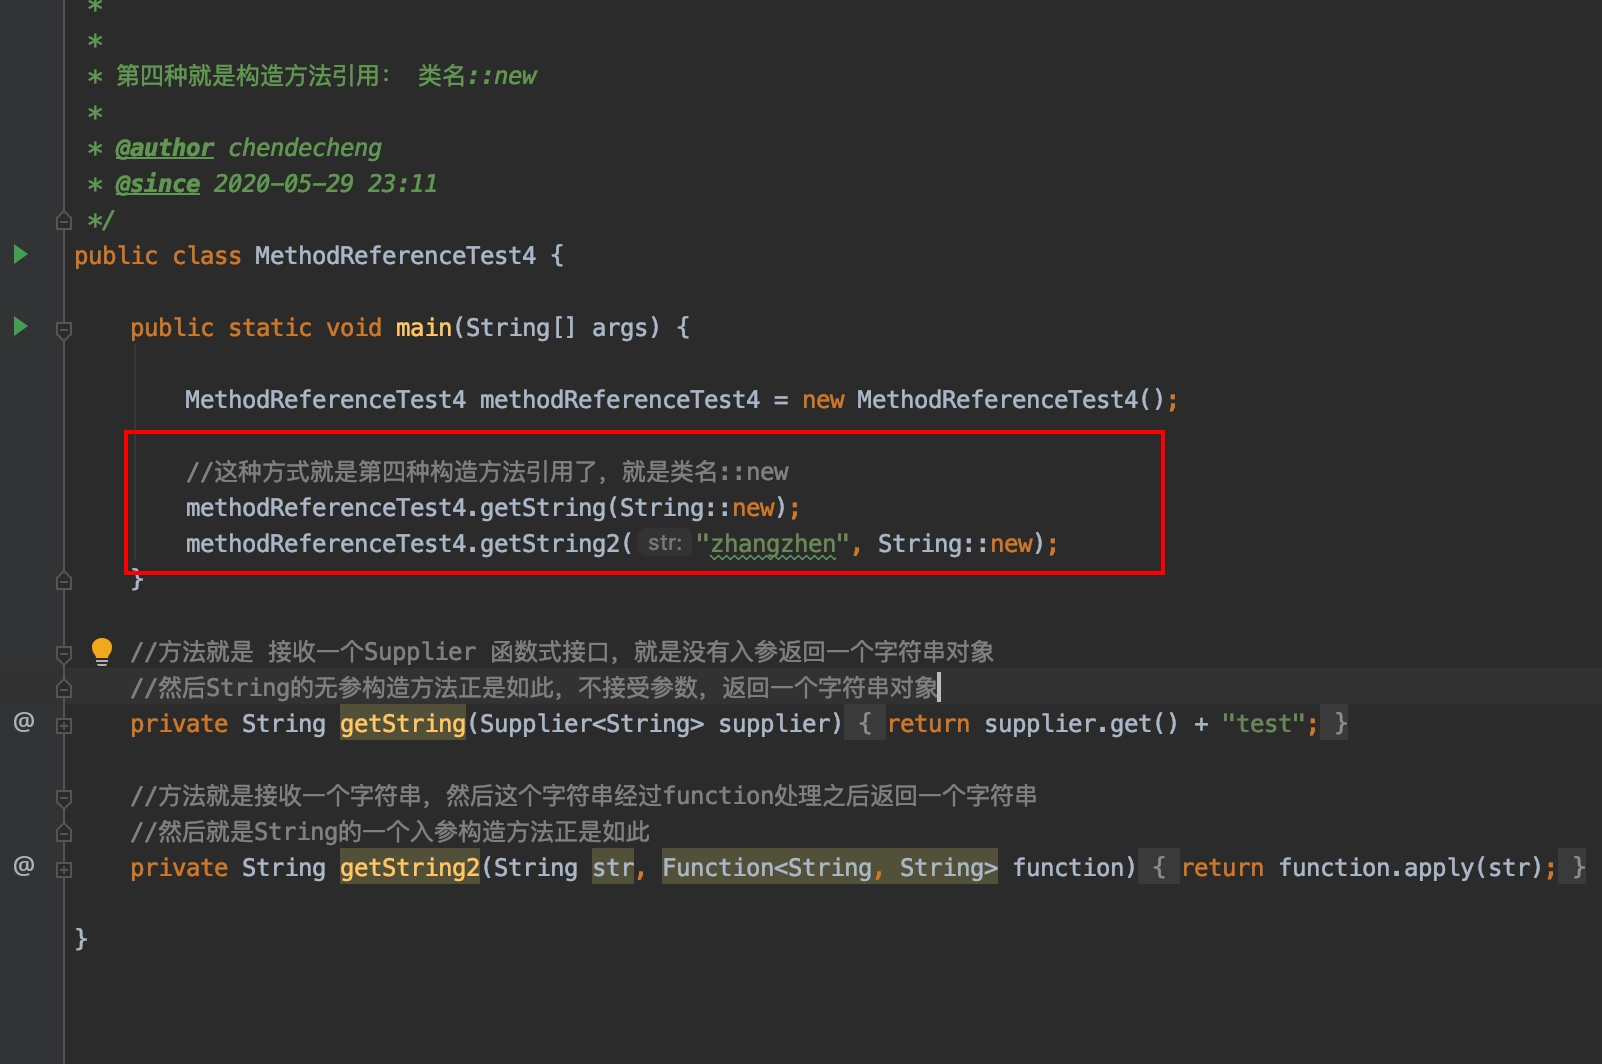 *
*
* 第四种就是构造方法引用： 类名::new
*
* @author chendecheng
* @since 2020-05-29 23:11
*/
public class MethodReferenceTest4 {
public static void main(String[] args) {
MethodReferenceTest4 methodReferenceTest4 = new MethodReferenceTest4();
//这种方式就是第四种构造方法引用了，就是类名::new
methodReferenceTest4.getString(String::new);
methodReferenceTest4.getString2( str: "zhangzhen", String::new);
}
//方法就是 接收一个Supplier 函数式接口，就是没有入参返回一个字符串对象
//然后String的无参构造方法正是如此，不接受参数，返回一个字符串对象
@ private String getString(Supplier<String> supplier) { return supplier.get() + "test"; }
//方法就是接收一个字符串，然后这个字符串经过function处理之后返回一个字符串
//然后就是String的一个入参构造方法正是如此
@ private String getString2(String str, Function<String, String> function) { return function.apply(str); }
}